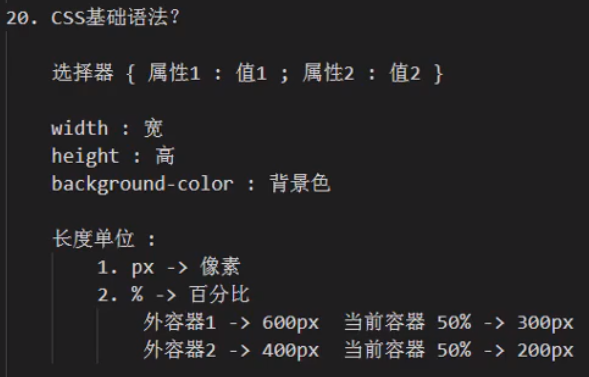 20. CSS基础语法？
选择器 { 属性1 : 值1 ; 属性2 : 值2 }
width : 宽
height : 高
background-color : 背景色
长度单位 :
1. px -> 像素
2. % -> 百分比
外容器1 -> 600px 当前容器 50% -> 300px
外容器2 -> 400px 当前容器 50% -> 200px